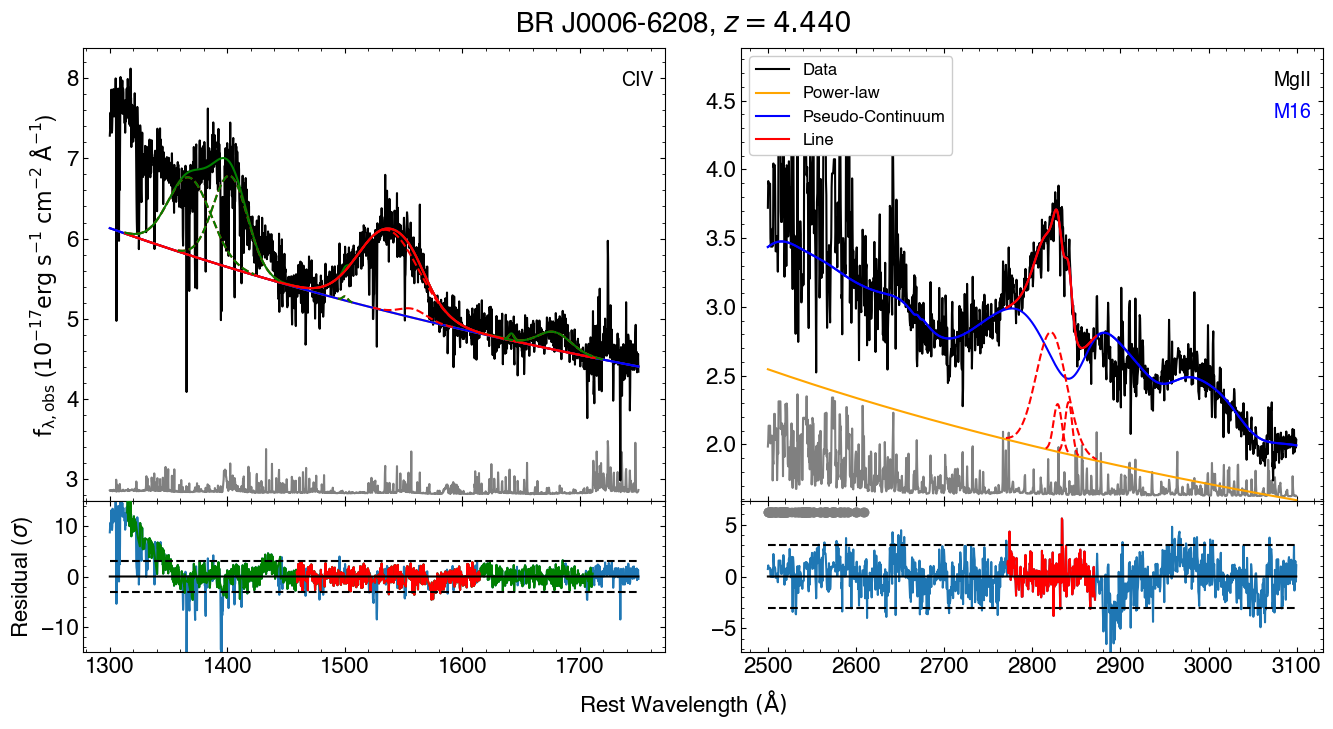 BR J0006-6208, z = 4.440
CIV
8
7
6
5
4
3
f_λ,obs (10⁻¹⁷erg s⁻¹ cm⁻² Å⁻¹)
Data
Power-law
Pseudo-Continuum
Line
MgII
M16
4.5
4.0
3.5
3.0
2.5
2.0
Residual (σ)
10
0
−10
5
0
−5
1300 1400 1500 1600 1700
2500 2600 2700 2800 2900 3000 3100
Rest Wavelength (Å)